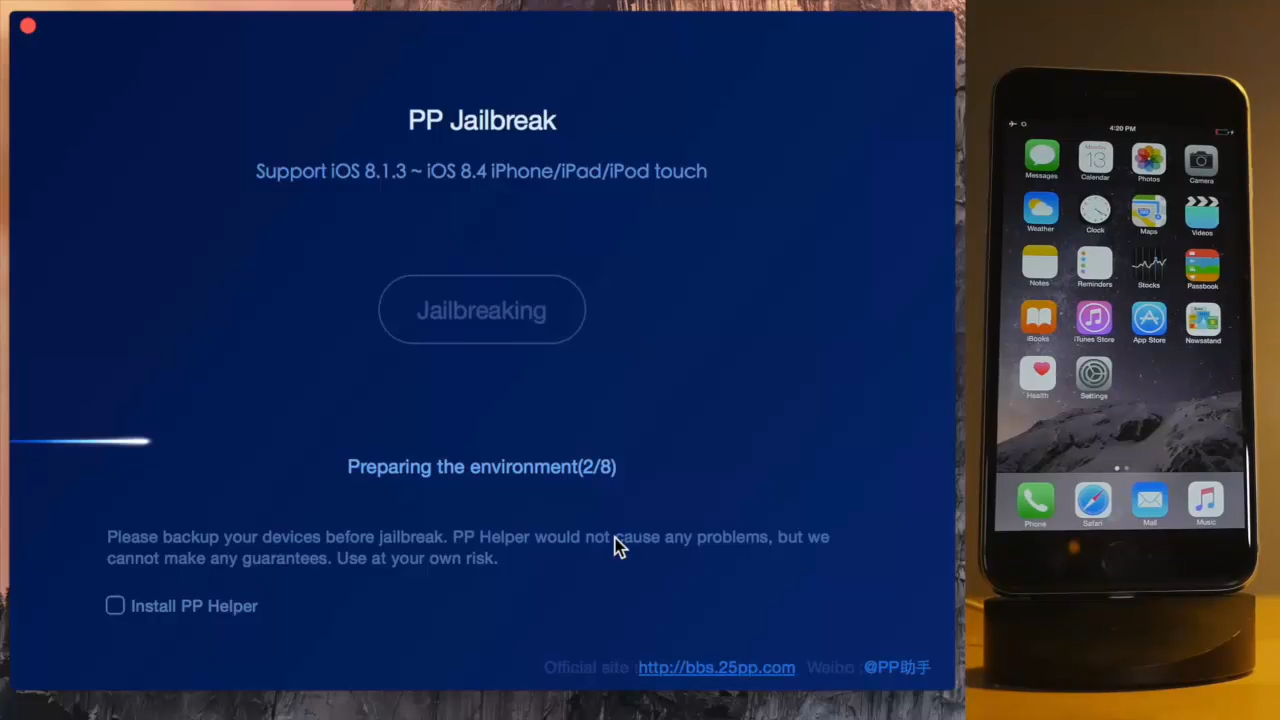 PP Jailbreak
Support iOS 8.1.3 ~ iOS 8.4 iPhone/iPad/iPod touch
Jailbreaking
Preparing the environment(2/8)
Please backup your devices before jailbreak. PP Helper would not cause any problems, but we
cannot make any guarantees. Use at your own risk.
Install PP Helper
Official site http://bbs.25pp.com Weibo : @PP助手
4:20 PM
Monday
13
Messages Calendar Photos Camera
Weather Clock Maps Videos
Notes Reminders Stocks Passbook
iBooks iTunes Store App Store Newsstand
Health Settings
Phone Safari Mail Music